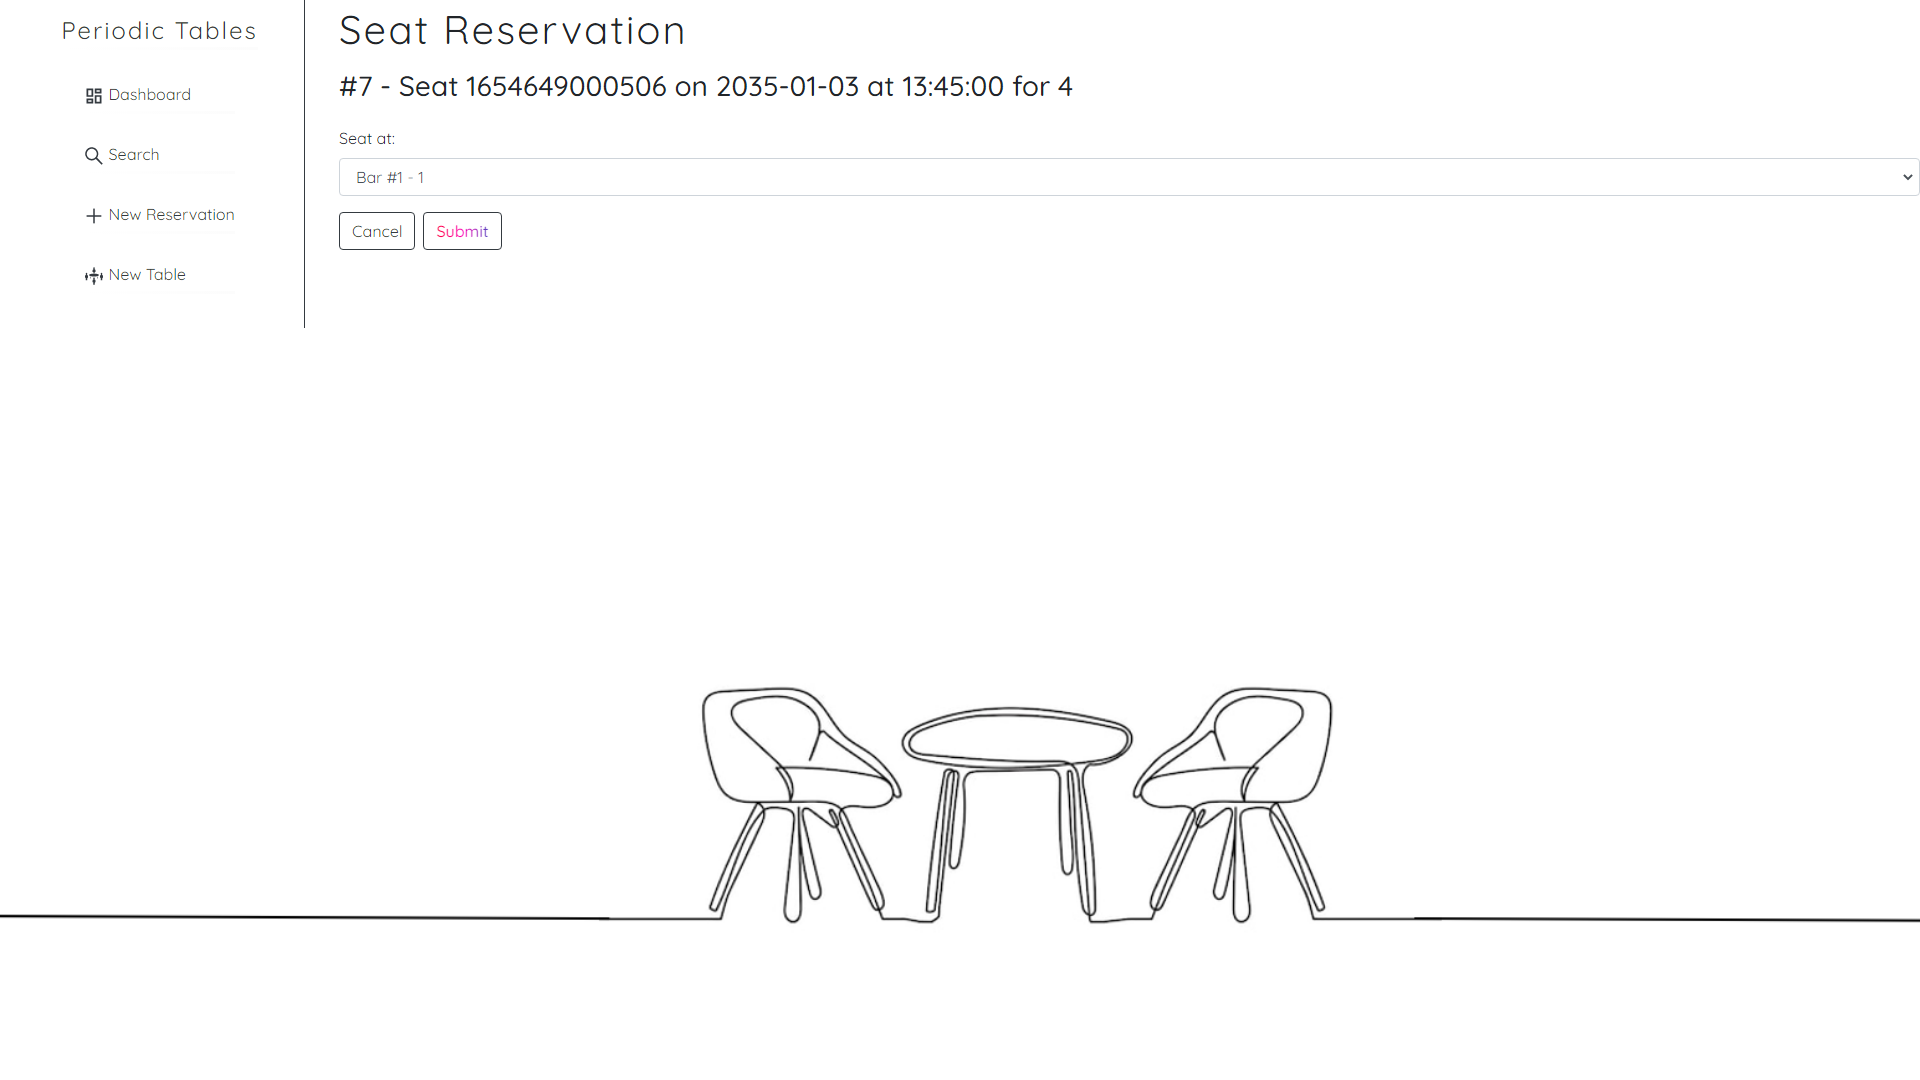 Periodic Tables
Dashboard
Search
New Reservation
New Table
Seat Reservation
#7 - Seat 1654649000506 on 2035-01-03 at 13:45:00 for 4
Seat at:
Bar #1 - 1
Cancel
Submit